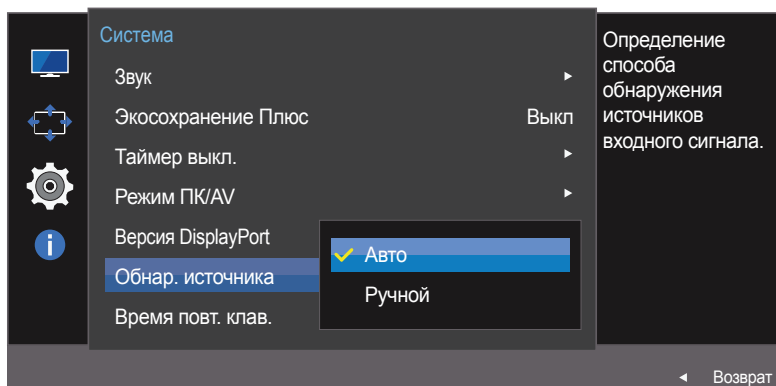 Система
Звук
Экосохранение Плюс Выкл
Таймер выкл.
Режим ПК/AV
Версия DisplayPort
Обнар. источника
Время повт. клав.
Авто
Ручной
Определение
способа
обнаружения
источников
входного сигнала.
Возврат